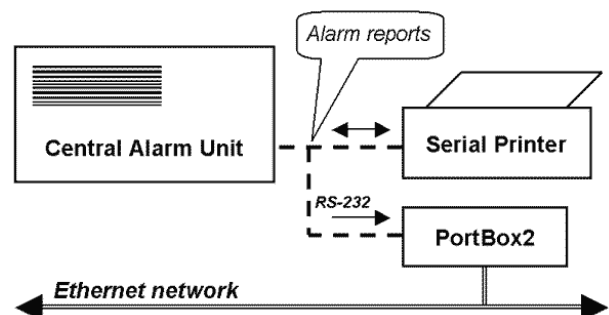 Alarm reports
Central Alarm Unit
Serial Printer
RS-232
PortBox2
Ethernet network